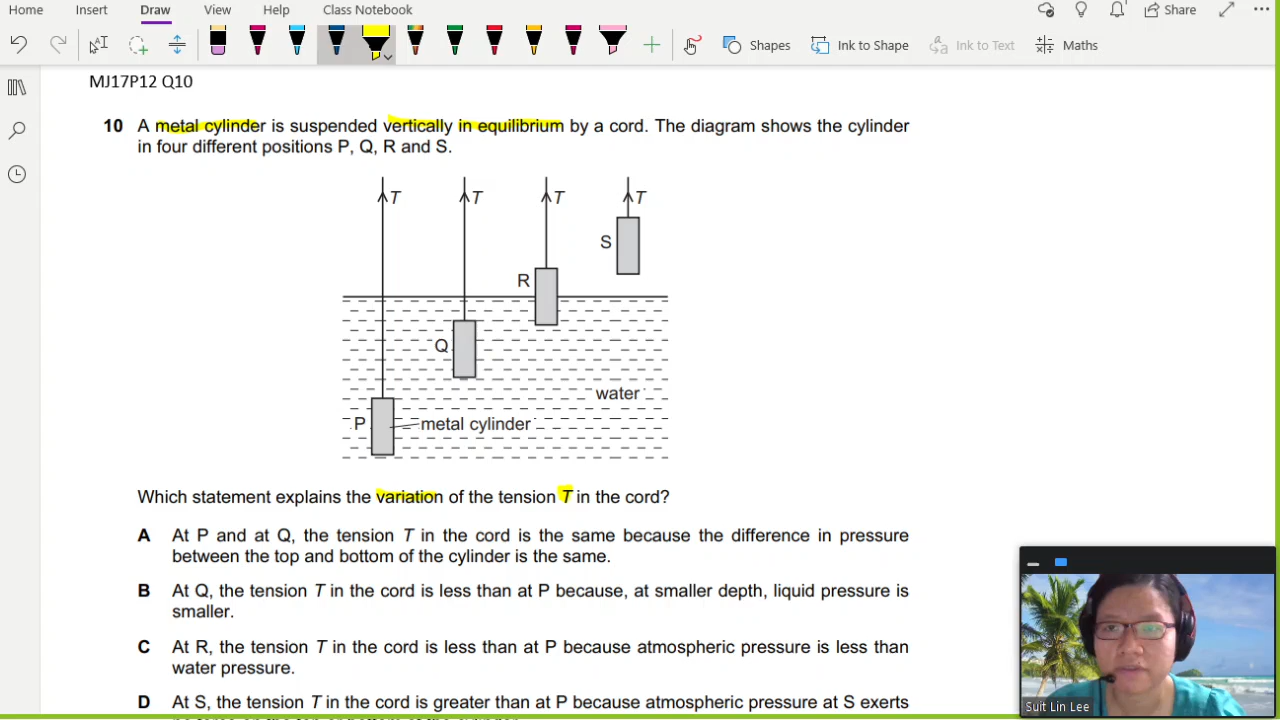 Home Insert Draw View Help Class Notebook Share
Shapes Ink to Shape Ink to Text Maths
MJ17P12 Q10
10 A metal cylinder is suspended vertically in equilibrium by a cord. The diagram shows the cylinder
in four different positions P, Q, R and S.
T T T T
S
R
Q
water
P metal cylinder
Which statement explains the variation of the tension T in the cord?
A At P and at Q, the tension T in the cord is the same because the difference in pressure
between the top and bottom of the cylinder is the same.
B At Q, the tension T in the cord is less than at P because, at smaller depth, liquid pressure is
smaller.
C At R, the tension T in the cord is less than at P because atmospheric pressure is less than
water pressure.
D At S, the tension T in the cord is greater than at P because atmospheric pressure at S exerts
Suit Lin Lee